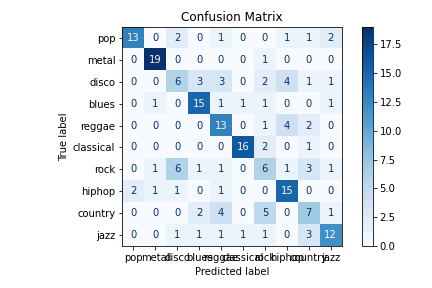 Confusion Matrix
pop 13 0 2 0 1 0 0 1 1 2
metal 0 19 0 0 0 0 1 0 0 0
disco 0 0 6 3 3 0 2 4 1 1
blues 0 1 0 15 1 1 1 0 0 1
reggae 0 0 0 0 13 0 1 4 2 0
classical 0 0 0 0 0 16 2 0 1 0
rock 0 1 6 1 1 0 6 1 3 1
hiphop 2 1 1 0 1 0 0 15 0 0
country 0 0 0 2 4 0 5 0 7 1
jazz 0 0 1 1 1 1 1 0 3 12
pop metal disco blues reggae classical rock hiphop country jazz
Predicted label
True label
17.5
15.0
12.5
10.0
7.5
5.0
2.5
0.0